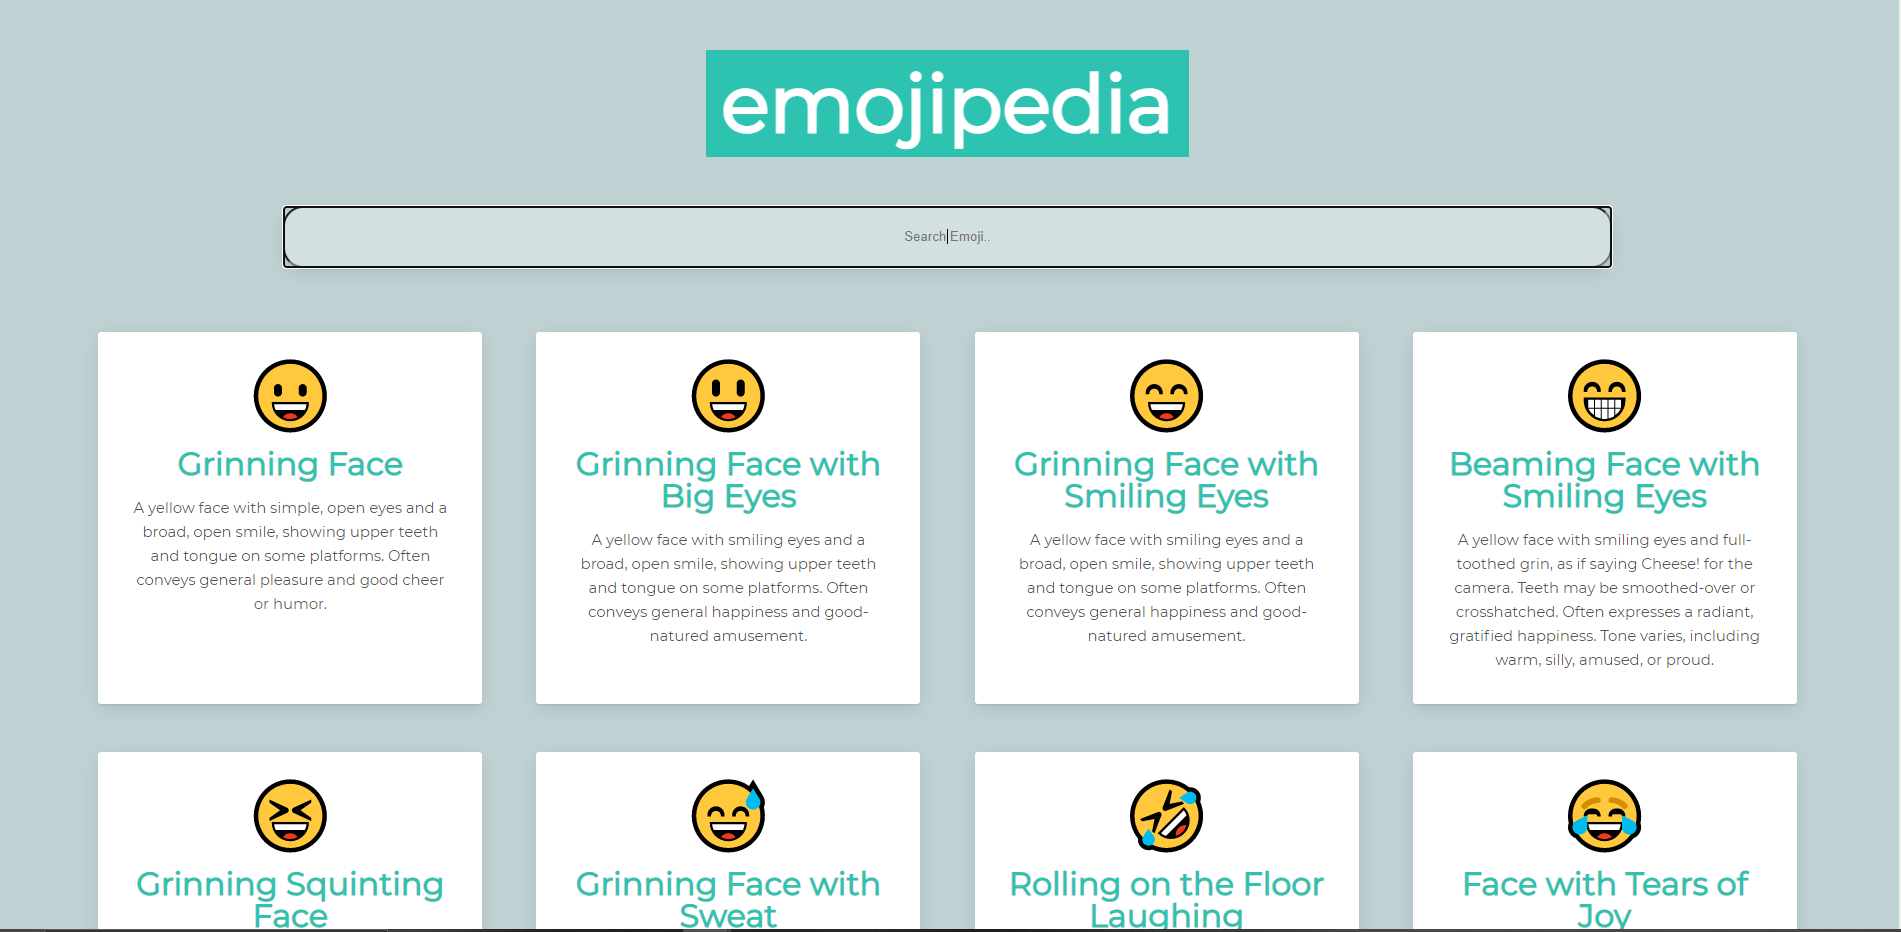 emojipedia
Search Emoji..
Grinning Face
A yellow face with simple, open eyes and a
broad, open smile, showing upper teeth
and tongue on some platforms. Often
conveys general pleasure and good cheer
or humor.
Grinning Face with
Big Eyes
A yellow face with smiling eyes and a
broad, open smile, showing upper teeth
and tongue on some platforms. Often
conveys general happiness and good-
natured amusement.
Grinning Face with
Smiling Eyes
A yellow face with smiling eyes and a
broad, open smile, showing upper teeth
and tongue on some platforms. Often
conveys general happiness and good-
natured amusement.
Beaming Face with
Smiling Eyes
A yellow face with smiling eyes and full-
toothed grin, as if saying Cheese! for the
camera. Teeth may be smoothed-over or
crosshatched. Often expresses a radiant,
gratified happiness. Tone varies, including
warm, silly, amused, or proud.
Grinning Squinting
Face
Grinning Face with
Sweat
Rolling on the Floor
Laughing
Face with Tears of
Joy